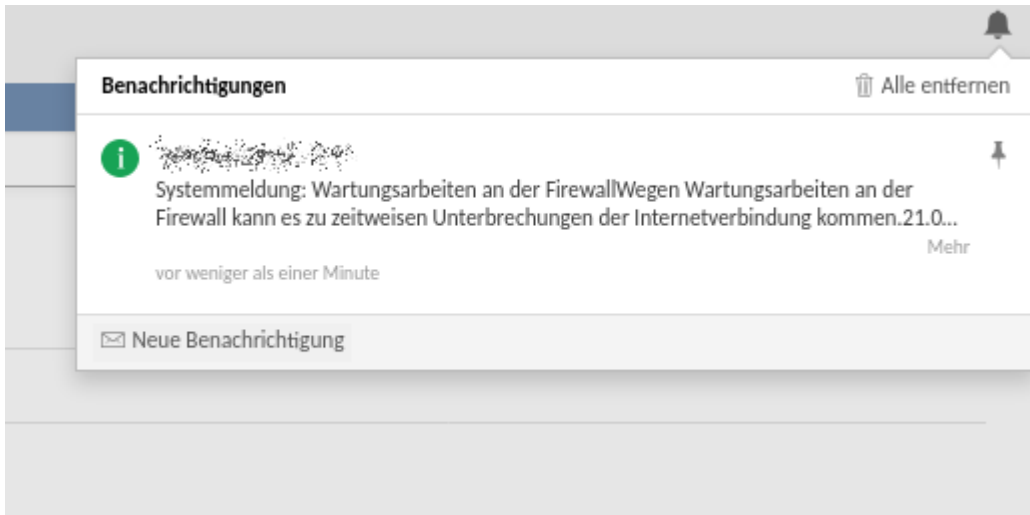 Benachrichtigungen
Alle entfernen
Systemmeldung: Wartungsarbeiten an der FirewallWegen Wartungsarbeiten an der
Firewall kann es zu zeitweisen Unterbrechungen der Internetverbindung kommen.21.0...
Mehr
vor weniger als einer Minute
Neue Benachrichtigung